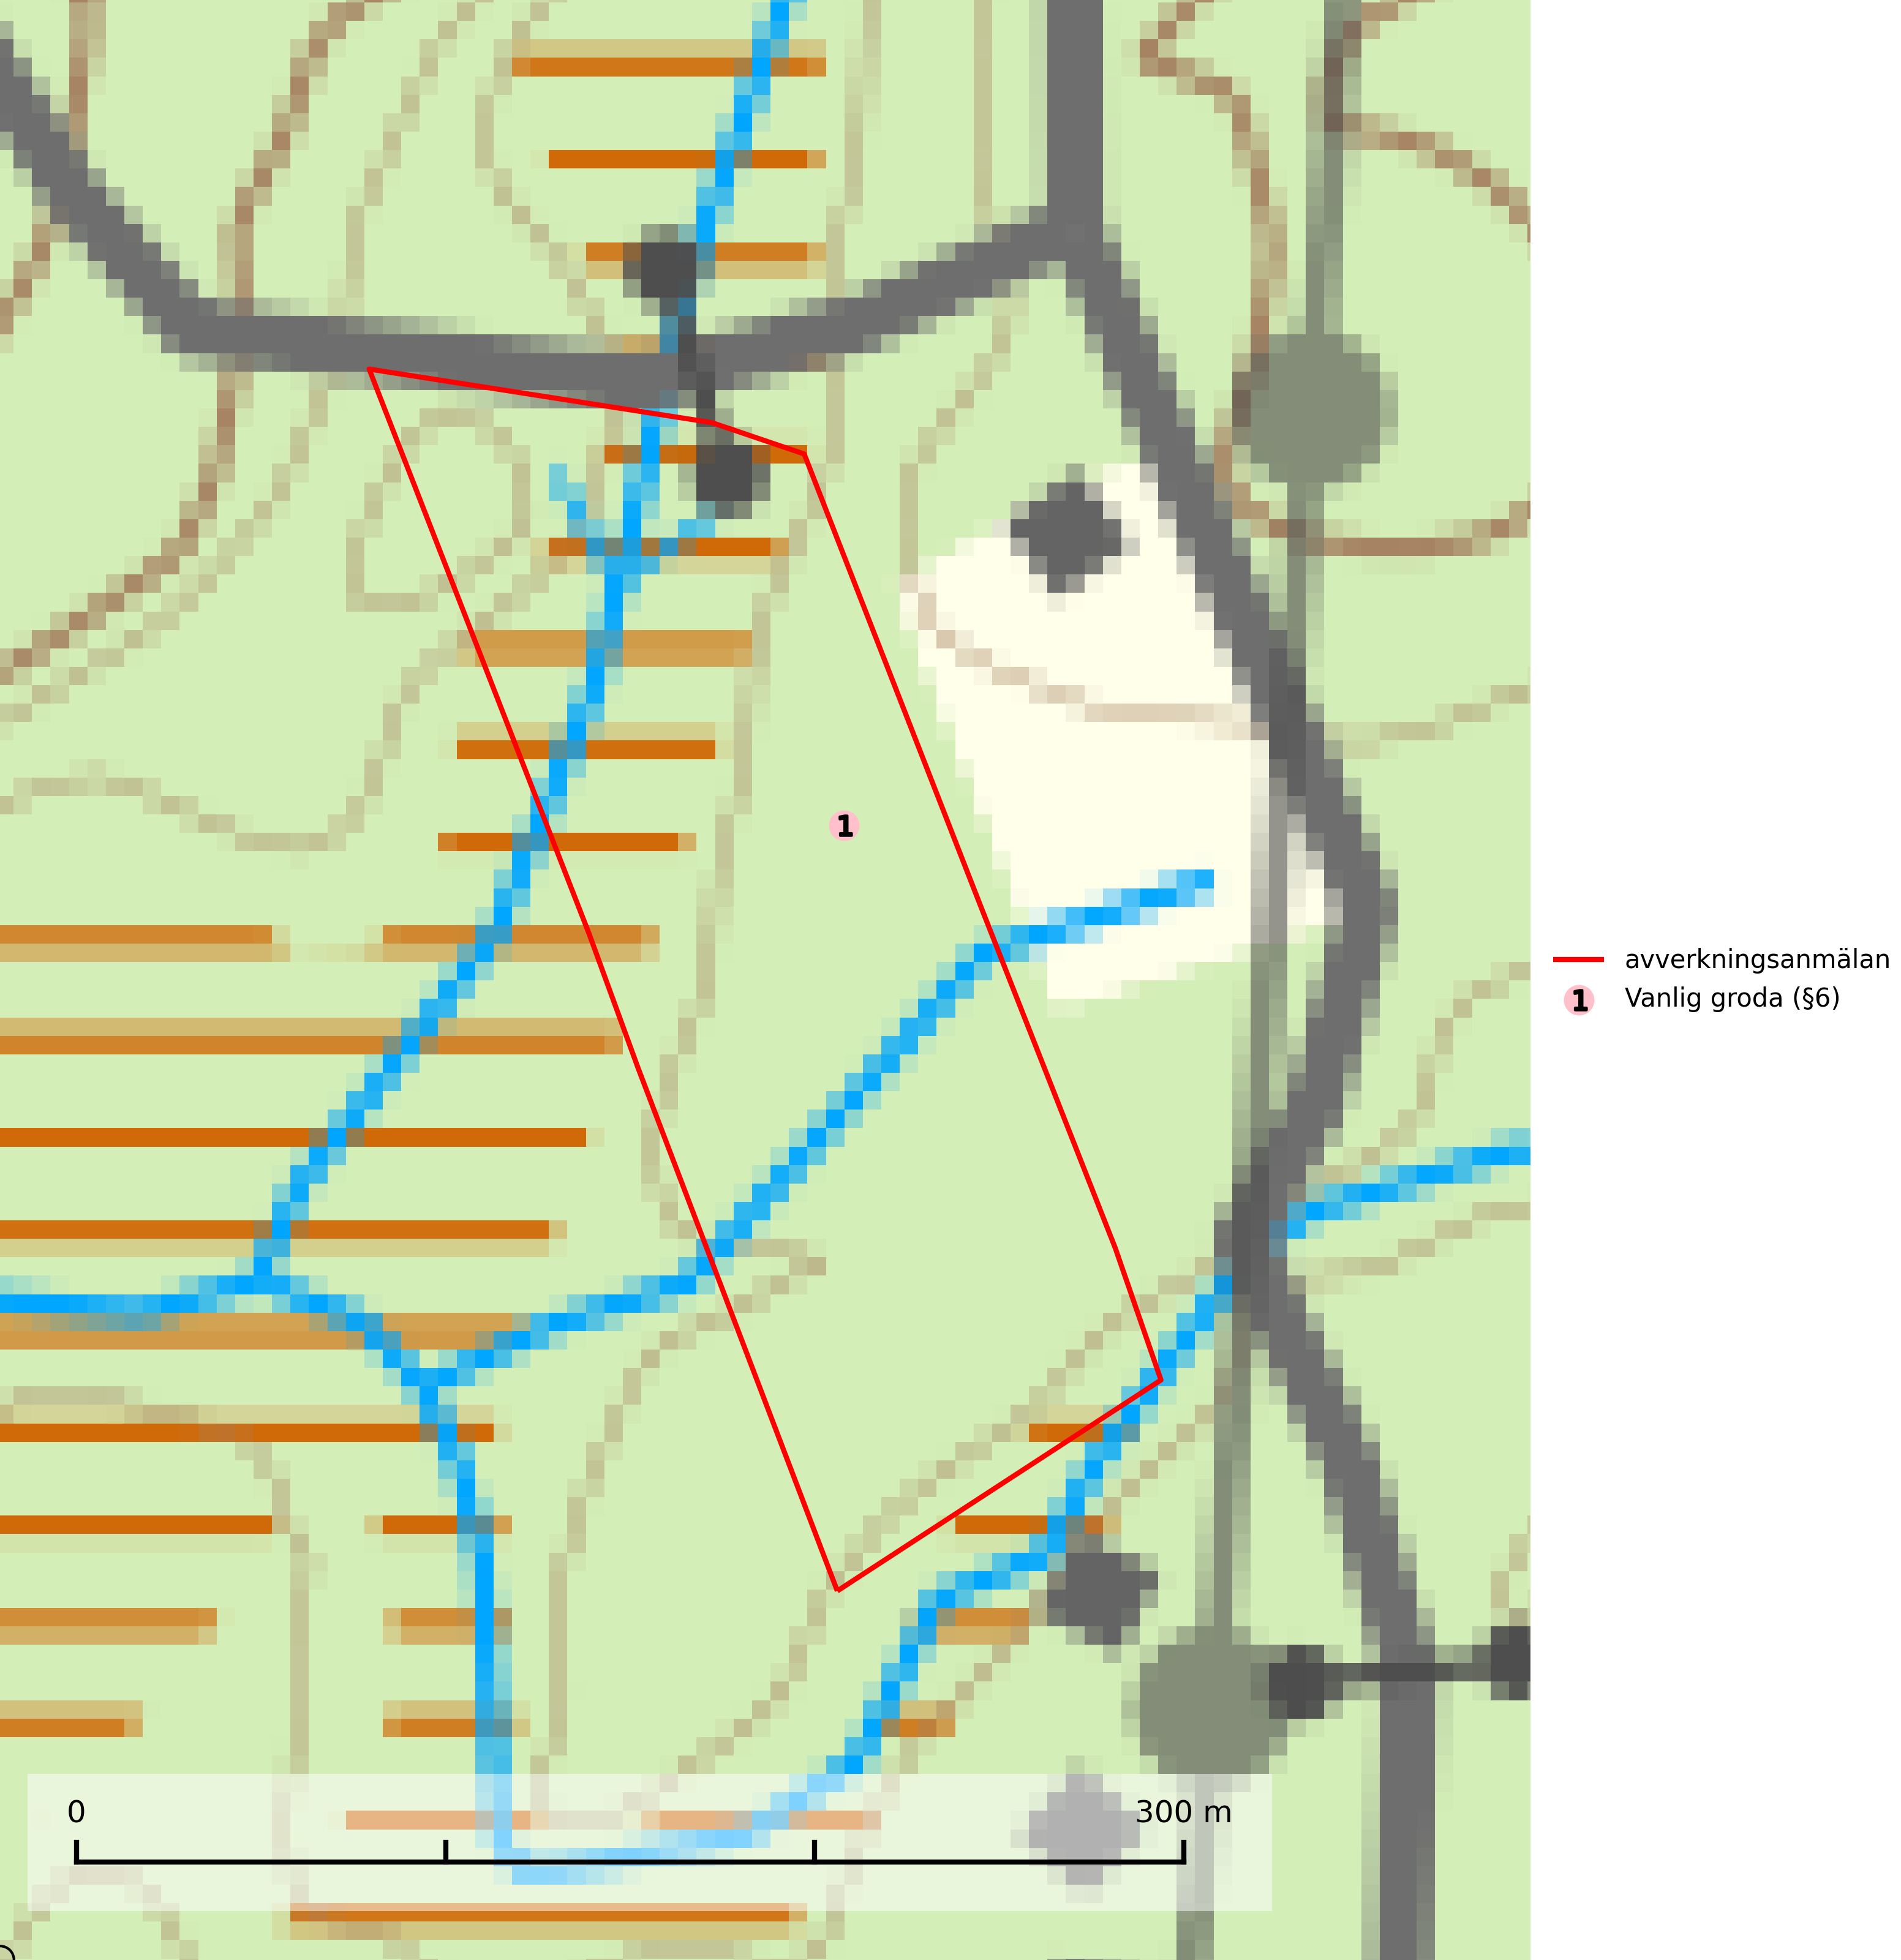 1
avverkningsanmälan
1 Vanlig groda (§6)
0 300 m